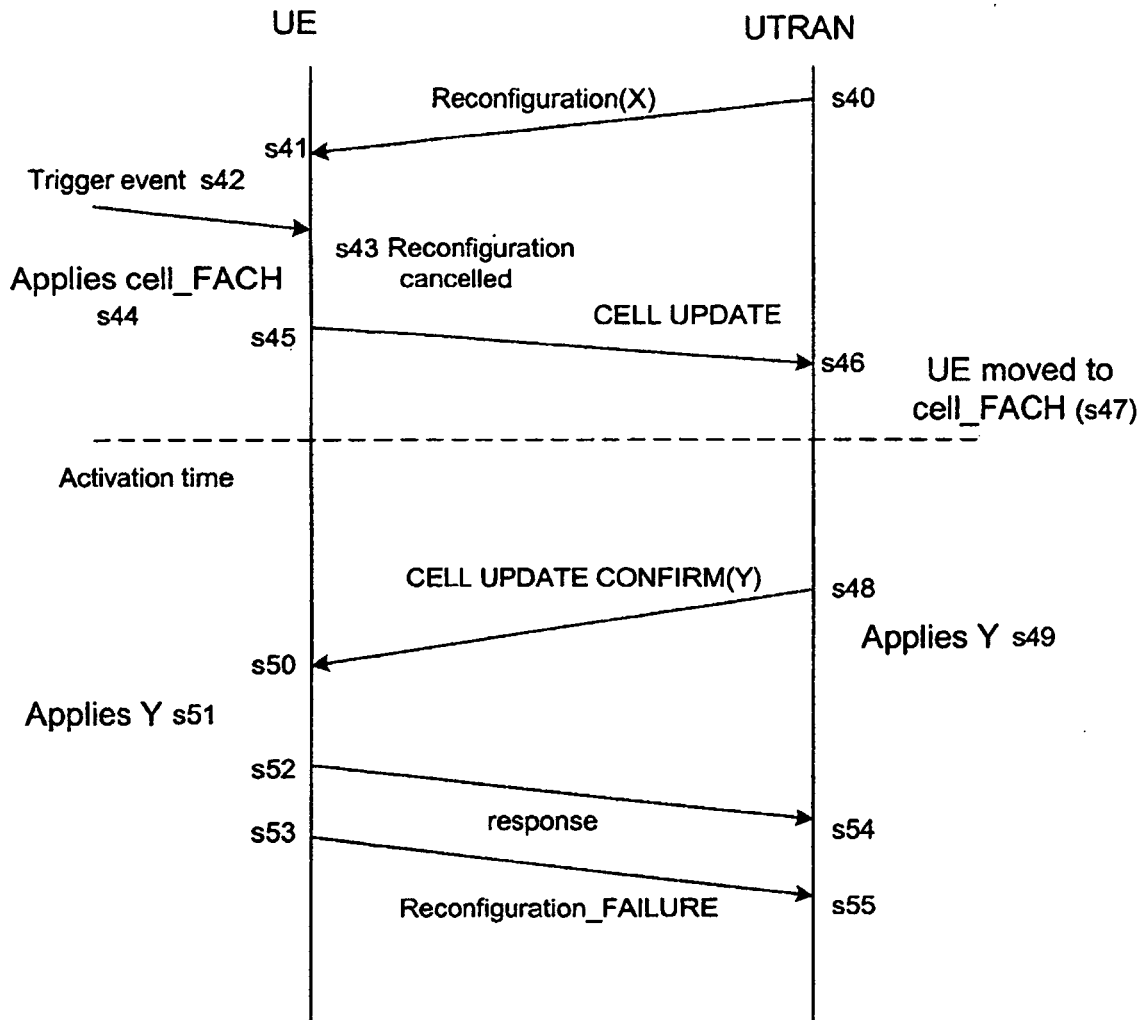 UE
UTRAN
Reconfiguration(X)
s40
s41
Trigger event s42
s43 Reconfiguration
cancelled
Applies cell_FACH
s44
s45
CELL UPDATE
s46
UE moved to
cell_FACH (s47)
Activation time
CELL UPDATE CONFIRM(Y)
s48
Applies Y s49
s50
Applies Y s51
s52
response
s54
s53
Reconfiguration_FAILURE
s55